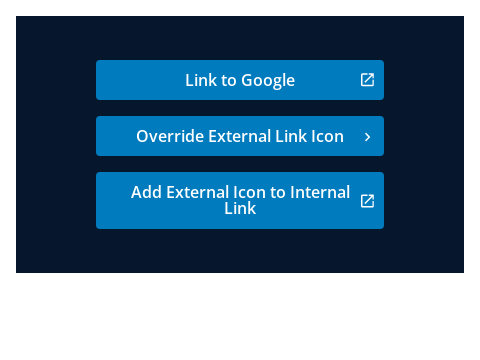 Link to Google
Override External Link Icon
Add External Icon to Internal
Link